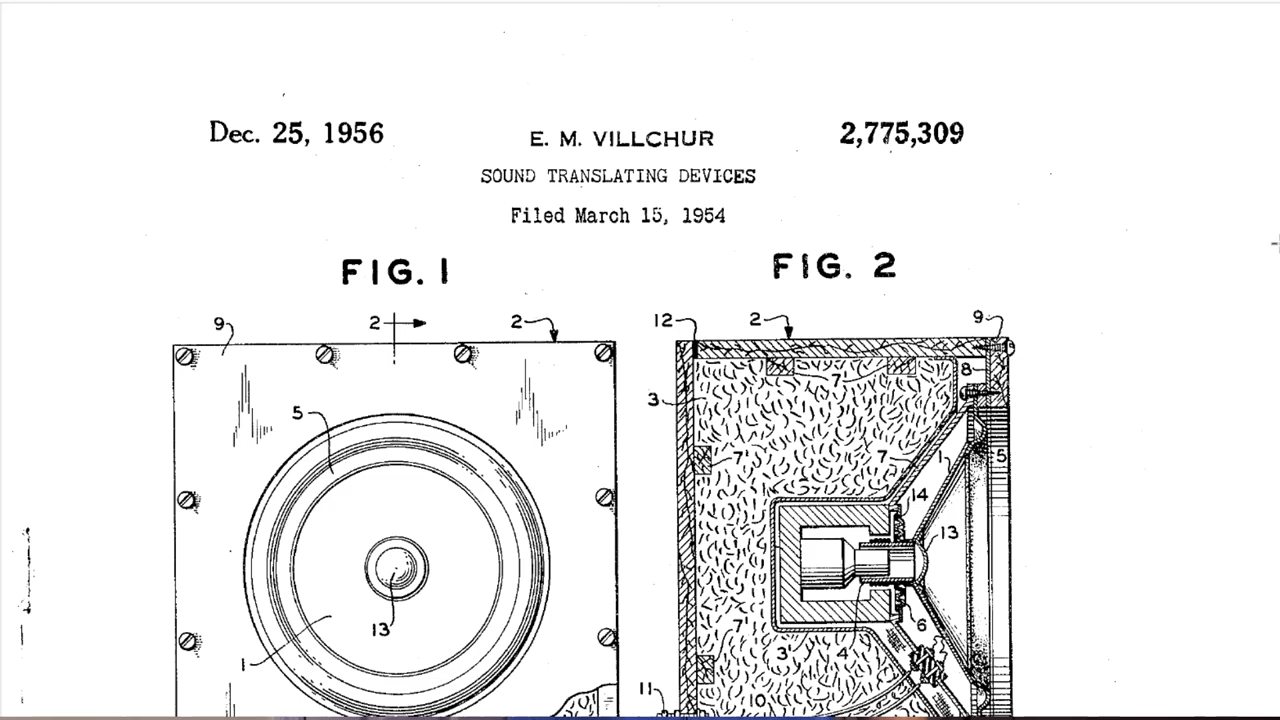 Dec. 25, 1956 E. M. VILLCHUR 2,775,309
SOUND TRANSLATING DEVICES
Filed March 15, 1954
FIG. 1 FIG. 2
9 2 2 12 2 9
7 8
3
5
7 7 1 5
14
13
13
6
7 2
3 4
1
11
10